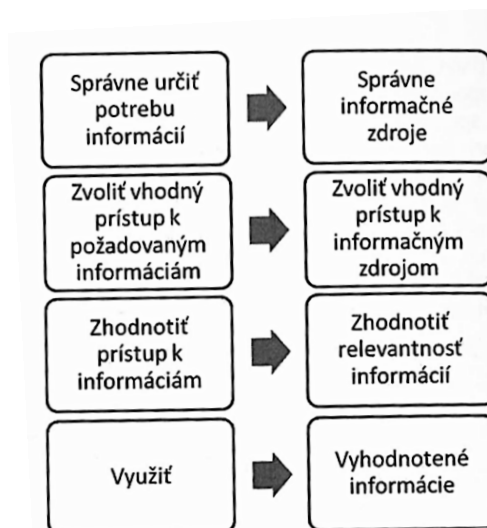 Správne určiť
potrebu
informácií
Správne
informačné
zdroje
Zvoliť vhodný
prístup k
požadovaným
informáciám
Zvoliť vhodný
prístup k
informačným
zdrojom
Zhodnotiť
prístup k
informáciám
Zhodnotiť
relevantnosť
informácií
Využiť
Vyhodnotené
informácie